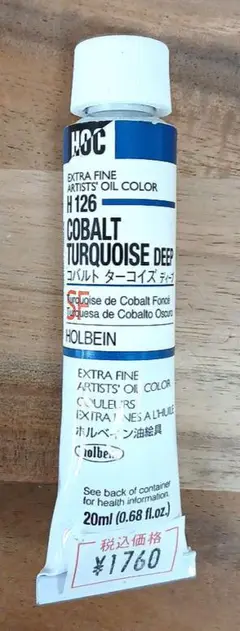 HOC
EXTRA FINE
ARTISTS' OIL COLOR
H 126
COBALT
TURQUOISE DEEP
コバルト ターコイズ ディープ
SF
Turquoise de Cobalt Foncé
Turquesa de Cobalto Oscuro
HOLBEIN
EXTRA FINE
ARTISTS' OIL COLOR
COULEURS
EXTRA FINES A L'HUILE
ホルベイン油絵具
holbein
See back of container
for health information.
20ml (0.68 fl.oz.)
税込価格
¥1760